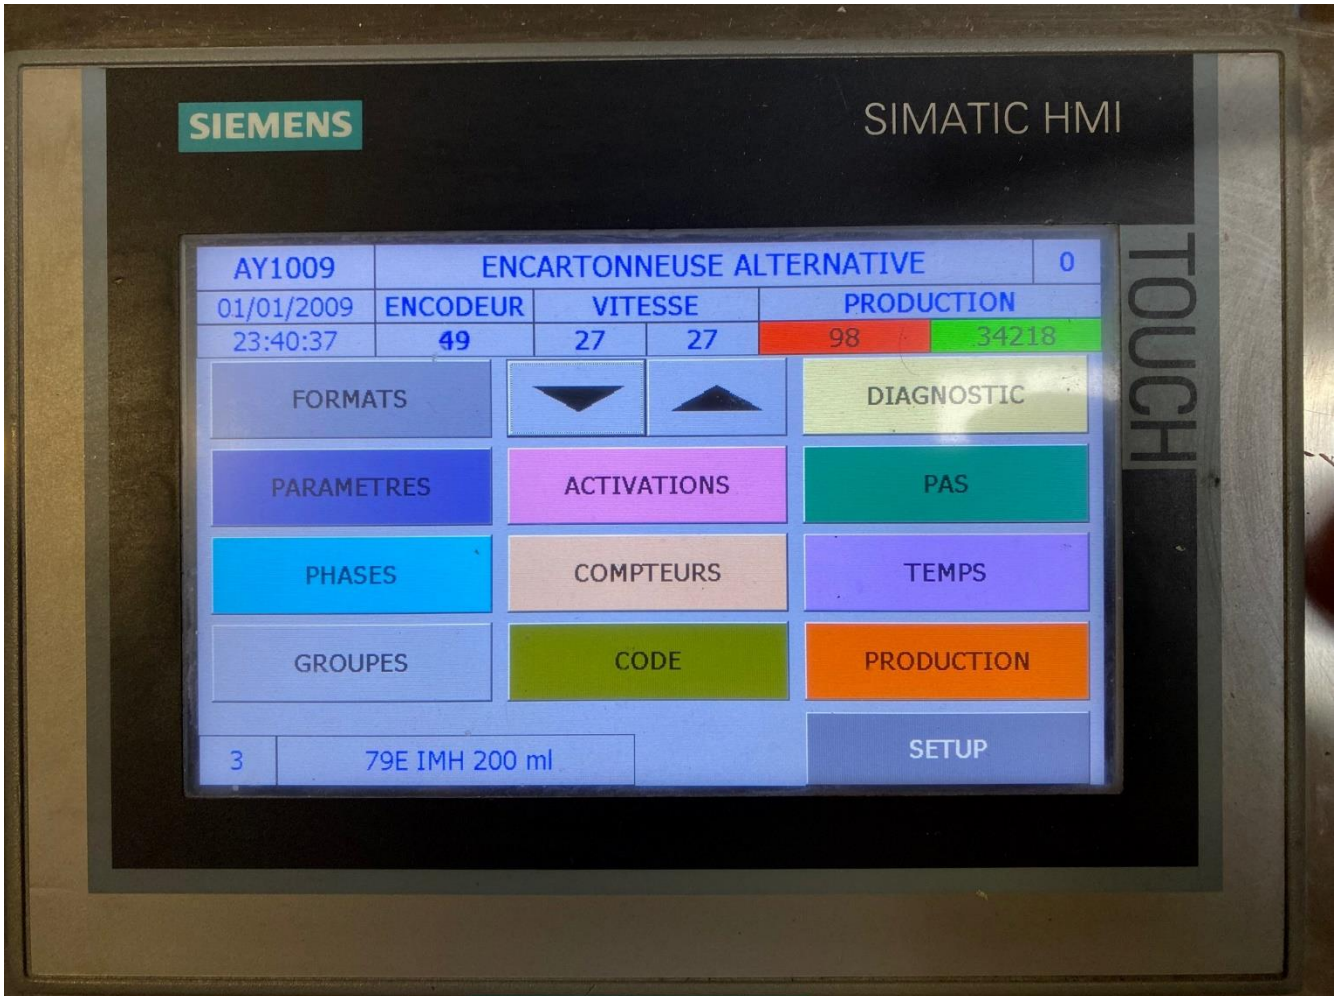 SIEMENS
SIMATIC HMI
TOUCH
AY1009 ENCARTONNEUSE ALTERNATIVE 0
01/01/2009 ENCODEUR VITESSE PRODUCTION
23:40:37 49 27 27 98 34218
FORMATS DIAGNOSTIC
PARAMETRES ACTIVATIONS PAS
PHASES COMPTEURS TEMPS
GROUPES CODE PRODUCTION
SETUP
3 79E IMH 200 ml